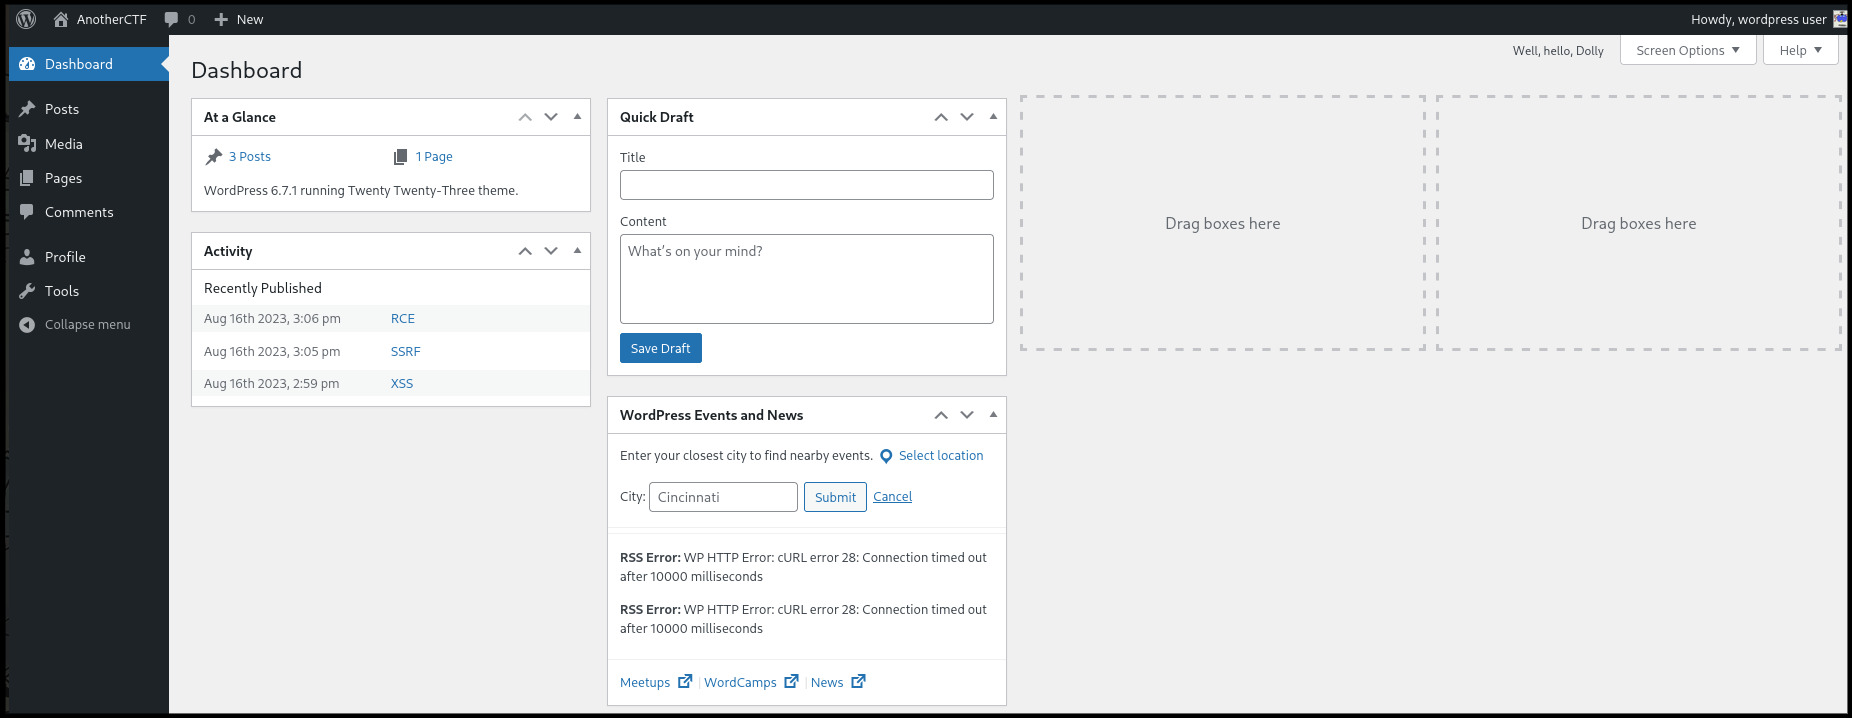 AnotherCTF 0 New Howdy, wordpress user
Dashboard
Posts
Media
Pages
Comments
Profile
Tools
Collapse menu
Well, hello, Dolly Screen Options Help
Dashboard
At a Glance
3 Posts 1 Page
WordPress 6.7.1 running Twenty Twenty-Three theme.
Activity
Recently Published
Aug 16th 2023, 3:06 pm RCE
Aug 16th 2023, 3:05 pm SSRF
Aug 16th 2023, 2:59 pm XSS
Quick Draft
Title
Content
What's on your mind?
Save Draft
WordPress Events and News
Enter your closest city to find nearby events. Select location
City: Cincinnati Submit Cancel
RSS Error: WP HTTP Error: cURL error 28: Connection timed out
after 10000 milliseconds
RSS Error: WP HTTP Error: cURL error 28: Connection timed out
after 10000 milliseconds
Meetups | WordCamps | News
Drag boxes here
Drag boxes here